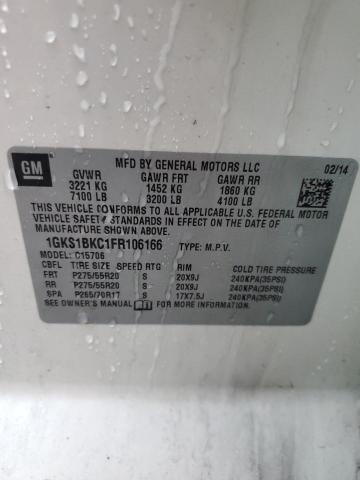 GM
MFD BY GENERAL MOTORS LLC 02/14
GVWR GAWR FRT GAWR RR
3221 KG 1452 KG 1860 KG
7100 LB 3200 LB 4100 LB
THIS VEHICLE CONFORMS TO ALL APPLICABLE U.S. FEDERAL MOTOR
VEHICLE SAFETY STANDARDS IN EFFECT ON THE DATE OF
MANUFACTURE SHOWN ABOVE.
1GKS1BKC1FR106166 TYPE: M.P.V.
MODEL: C15706
CBFL TIRE SIZE SPEED RTG RIM COLD TIRE PRESSURE
FRT P275/55R20 S 20X9J 240KPA(35PSI)
RR P275/55R20 S 20X9J 240KPA(35PSI)
SPA P265/70R17 S 17X7.5J 240KPA(35PSI)
SEE OWNER'S MANUAL FOR MORE INFORMATION.